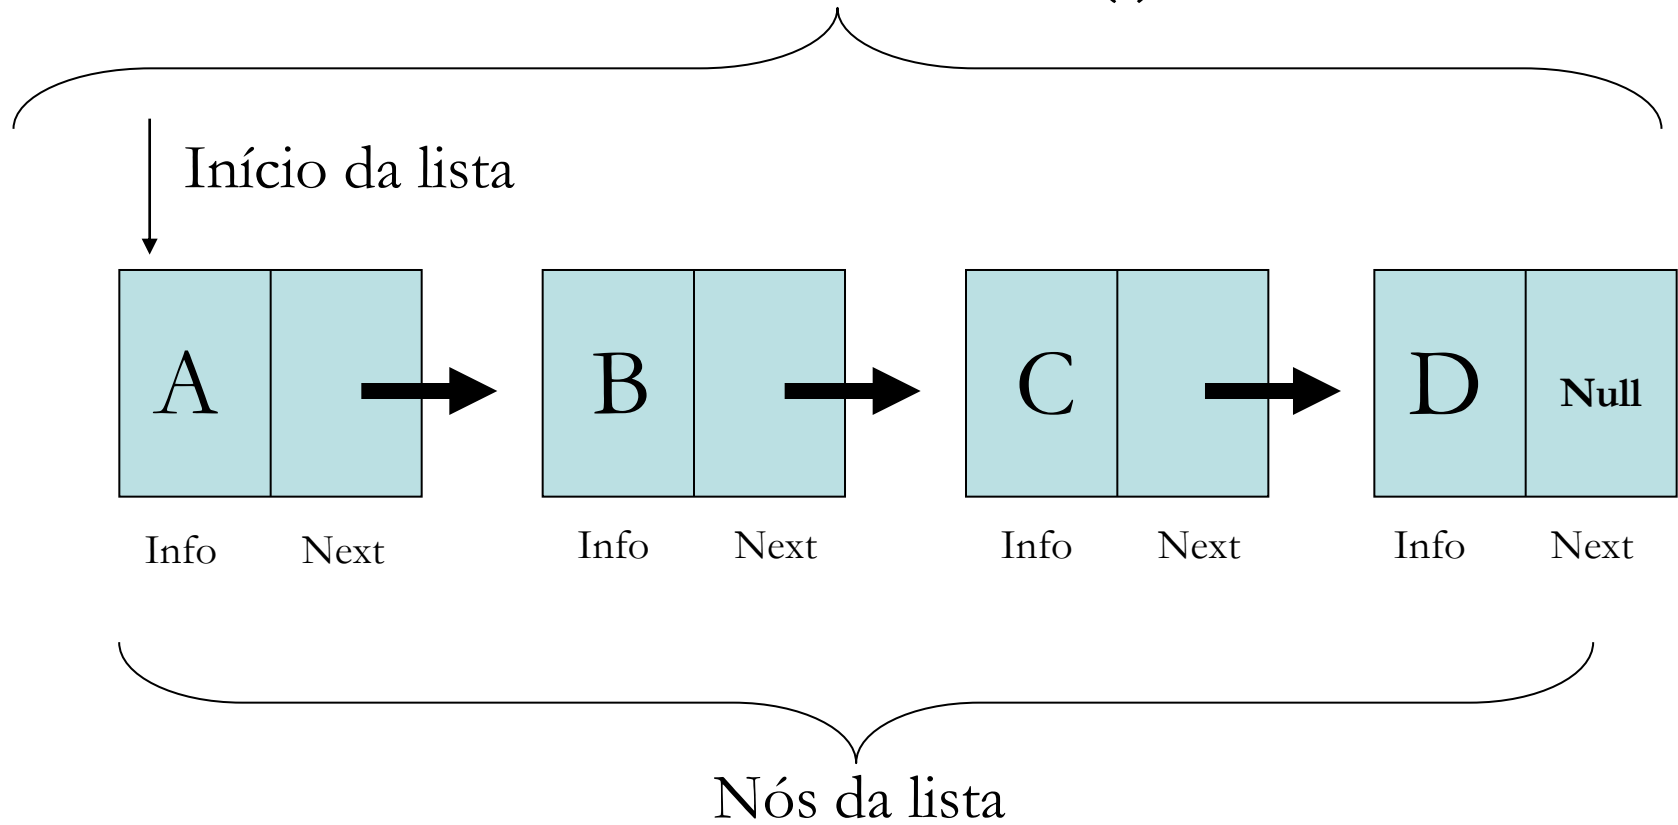 Início da lista
A B C D Null
Info Next Info Next Info Next Info Next
Nós da lista